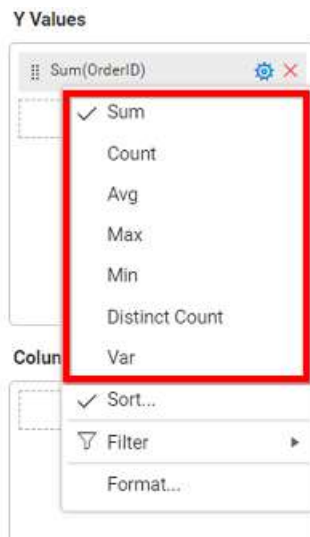 Y Values
Sum(OrderID)
Sum
Count
Avg
Max
Min
Distinct Count
Colun
Var
Sort...
Filter
Format...